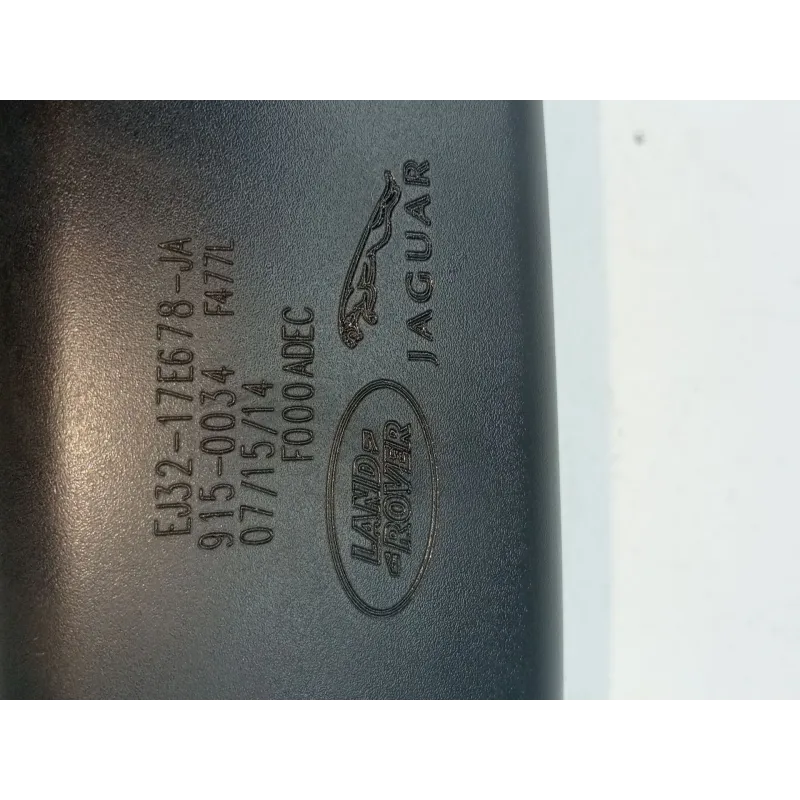 EJ32-17E678-JA
915-0034 F477L
07/15/14
F000ADEC
LAND
ROVER
JAGUAR